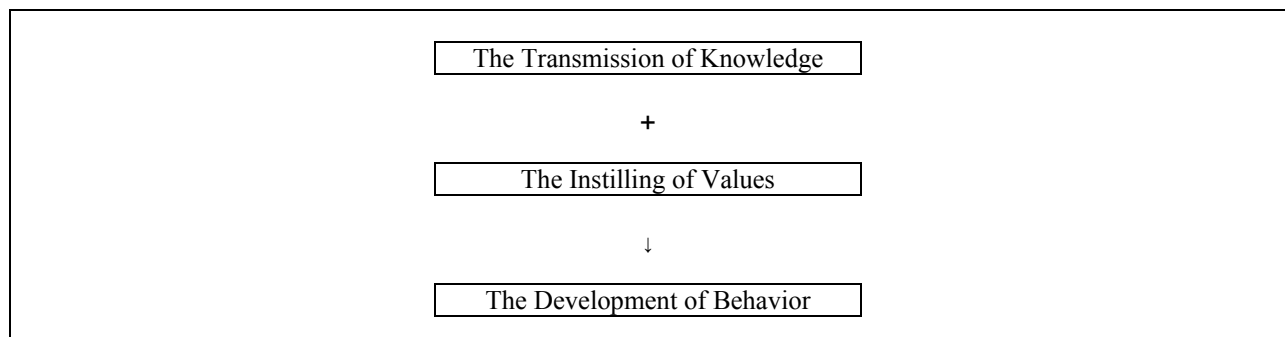 The Transmission of Knowledge
+
The Instilling of Values
↓
The Development of Behavior